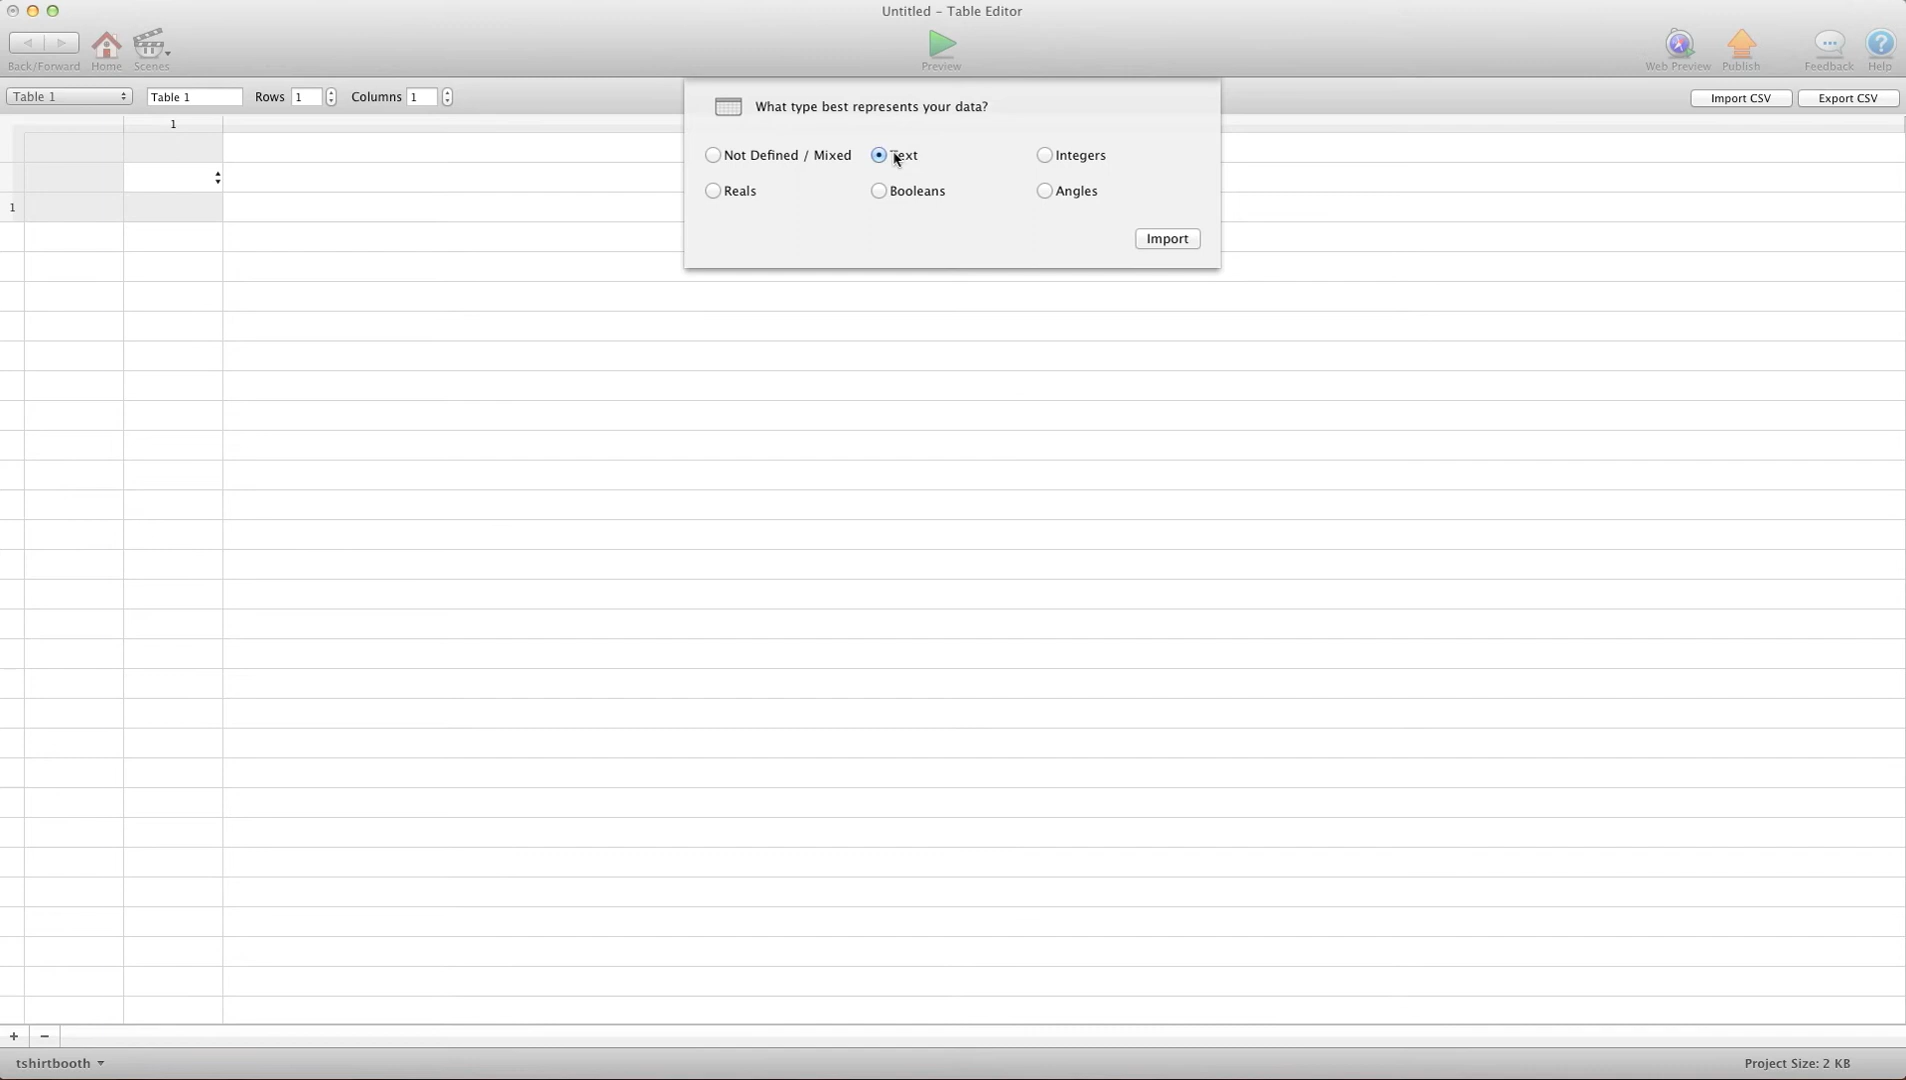 Untitled – Table Editor
Back/Forward Home Scenes Preview Web Preview Publish Feedback Help
Table 1 Table 1 Rows 1 Columns 1 Import CSV Export CSV
What type best represents your data?
1
Not Defined / Mixed Text Integers
Reals Booleans Angles
1
Import
+ −
tshirtbooth Project Size: 2 KB